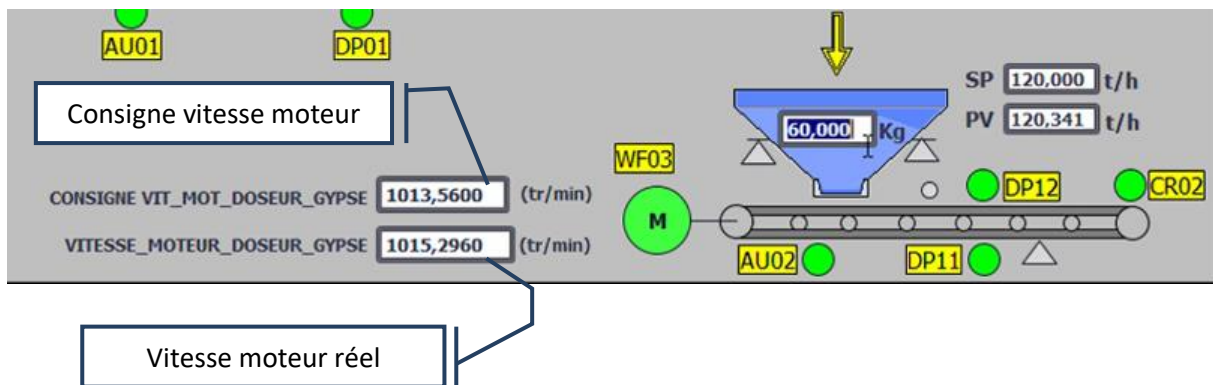 AU01
DP01
Consigne vitesse moteur
SP 120,000 t/h
PV 120,341 t/h
60,000 Kg
WF03
M
DP12
CR02
CONSIGNE VIT_MOT_DOSEUR_GYPSE 1013,5600 (tr/min)
VITESSE_MOTEUR_DOSEUR_GYPSE 1015,2960 (tr/min)
AU02
DP11
Vitesse moteur réel